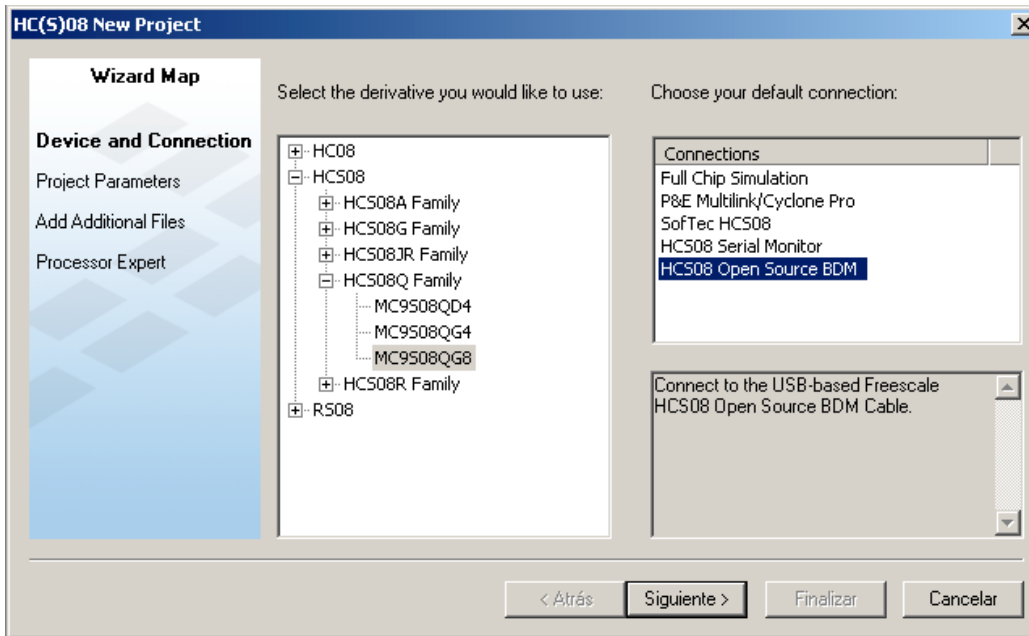 HC(S)08 New Project
Wizard Map
Device and Connection
Project Parameters
Add Additional Files
Processor Expert
Select the derivative you would like to use:
HC08
HCS08
HCS08A Family
HCS08G Family
HCS08JR Family
HCS08Q Family
MC9S08QD4
MC9S08QG4
MC9S08QG8
HCS08R Family
RS08
Choose your default connection:
Connections
Full Chip Simulation
P&E Multilink/Cyclone Pro
SofTec HCS08
HCS08 Serial Monitor
HCS08 Open Source BDM
Connect to the USB-based Freescale
HCS08 Open Source BDM Cable.
< Atrás
Siguiente >
Finalizar
Cancelar